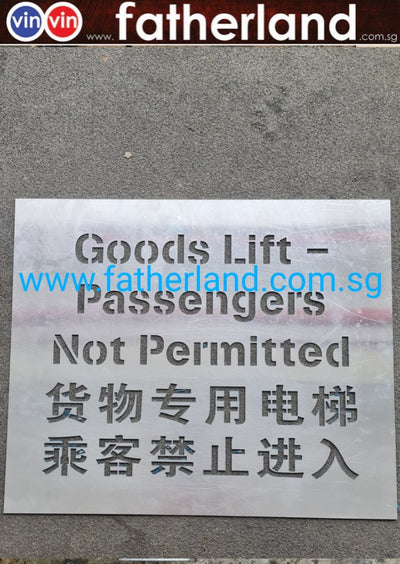 vin vin www.fatherland.com.sg
Goods Lift –
www.fatherland.com.sg
Passengers
Not Permitted
货物专用电梯
乘客禁止进入